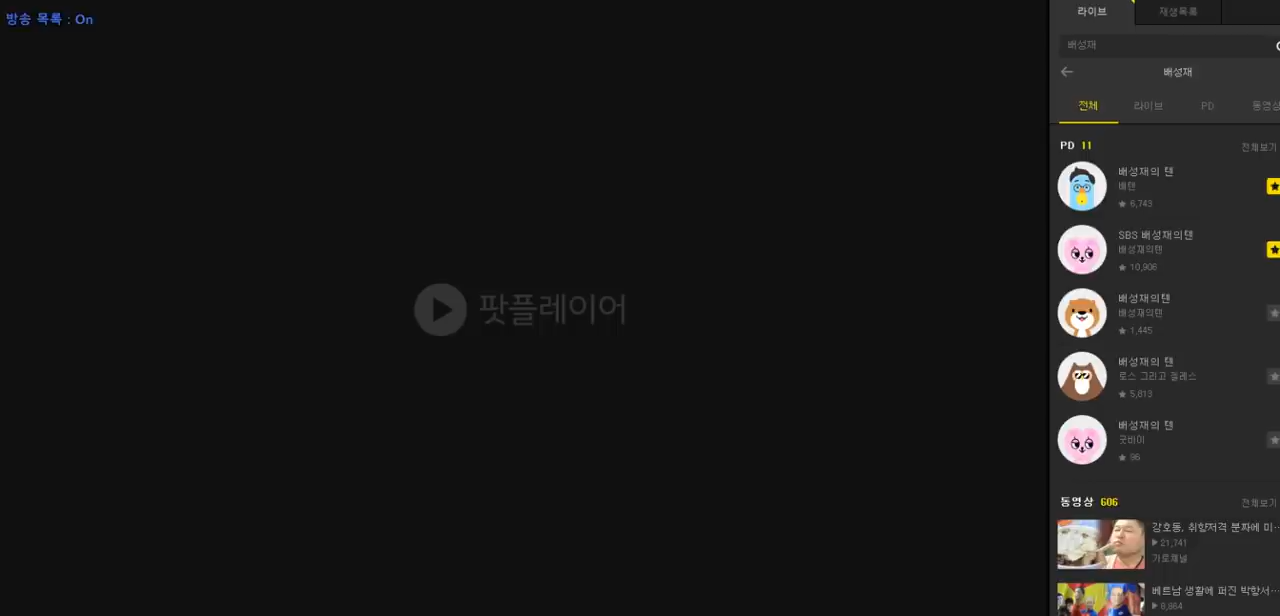 방송 목록 : On
팟플레이어
라이브
재생목록
배성재
배성재
전체
라이브
PD
동영상
PD 11
전체보기
배성재의 텐
배텐
6,743
SBS 배성재의텐
배성재의텐
10,906
배성재의텐
배성재의텐
1,445
배성재의 텐
로스 그리고 질레스
5,813
배성재의 텐
굿바이
96
동영상 606
전체보기
강호동, 취향저격 분짜에 미…
21,741
가로채널
베트남 생활에 퍼진 박항서…
8,864